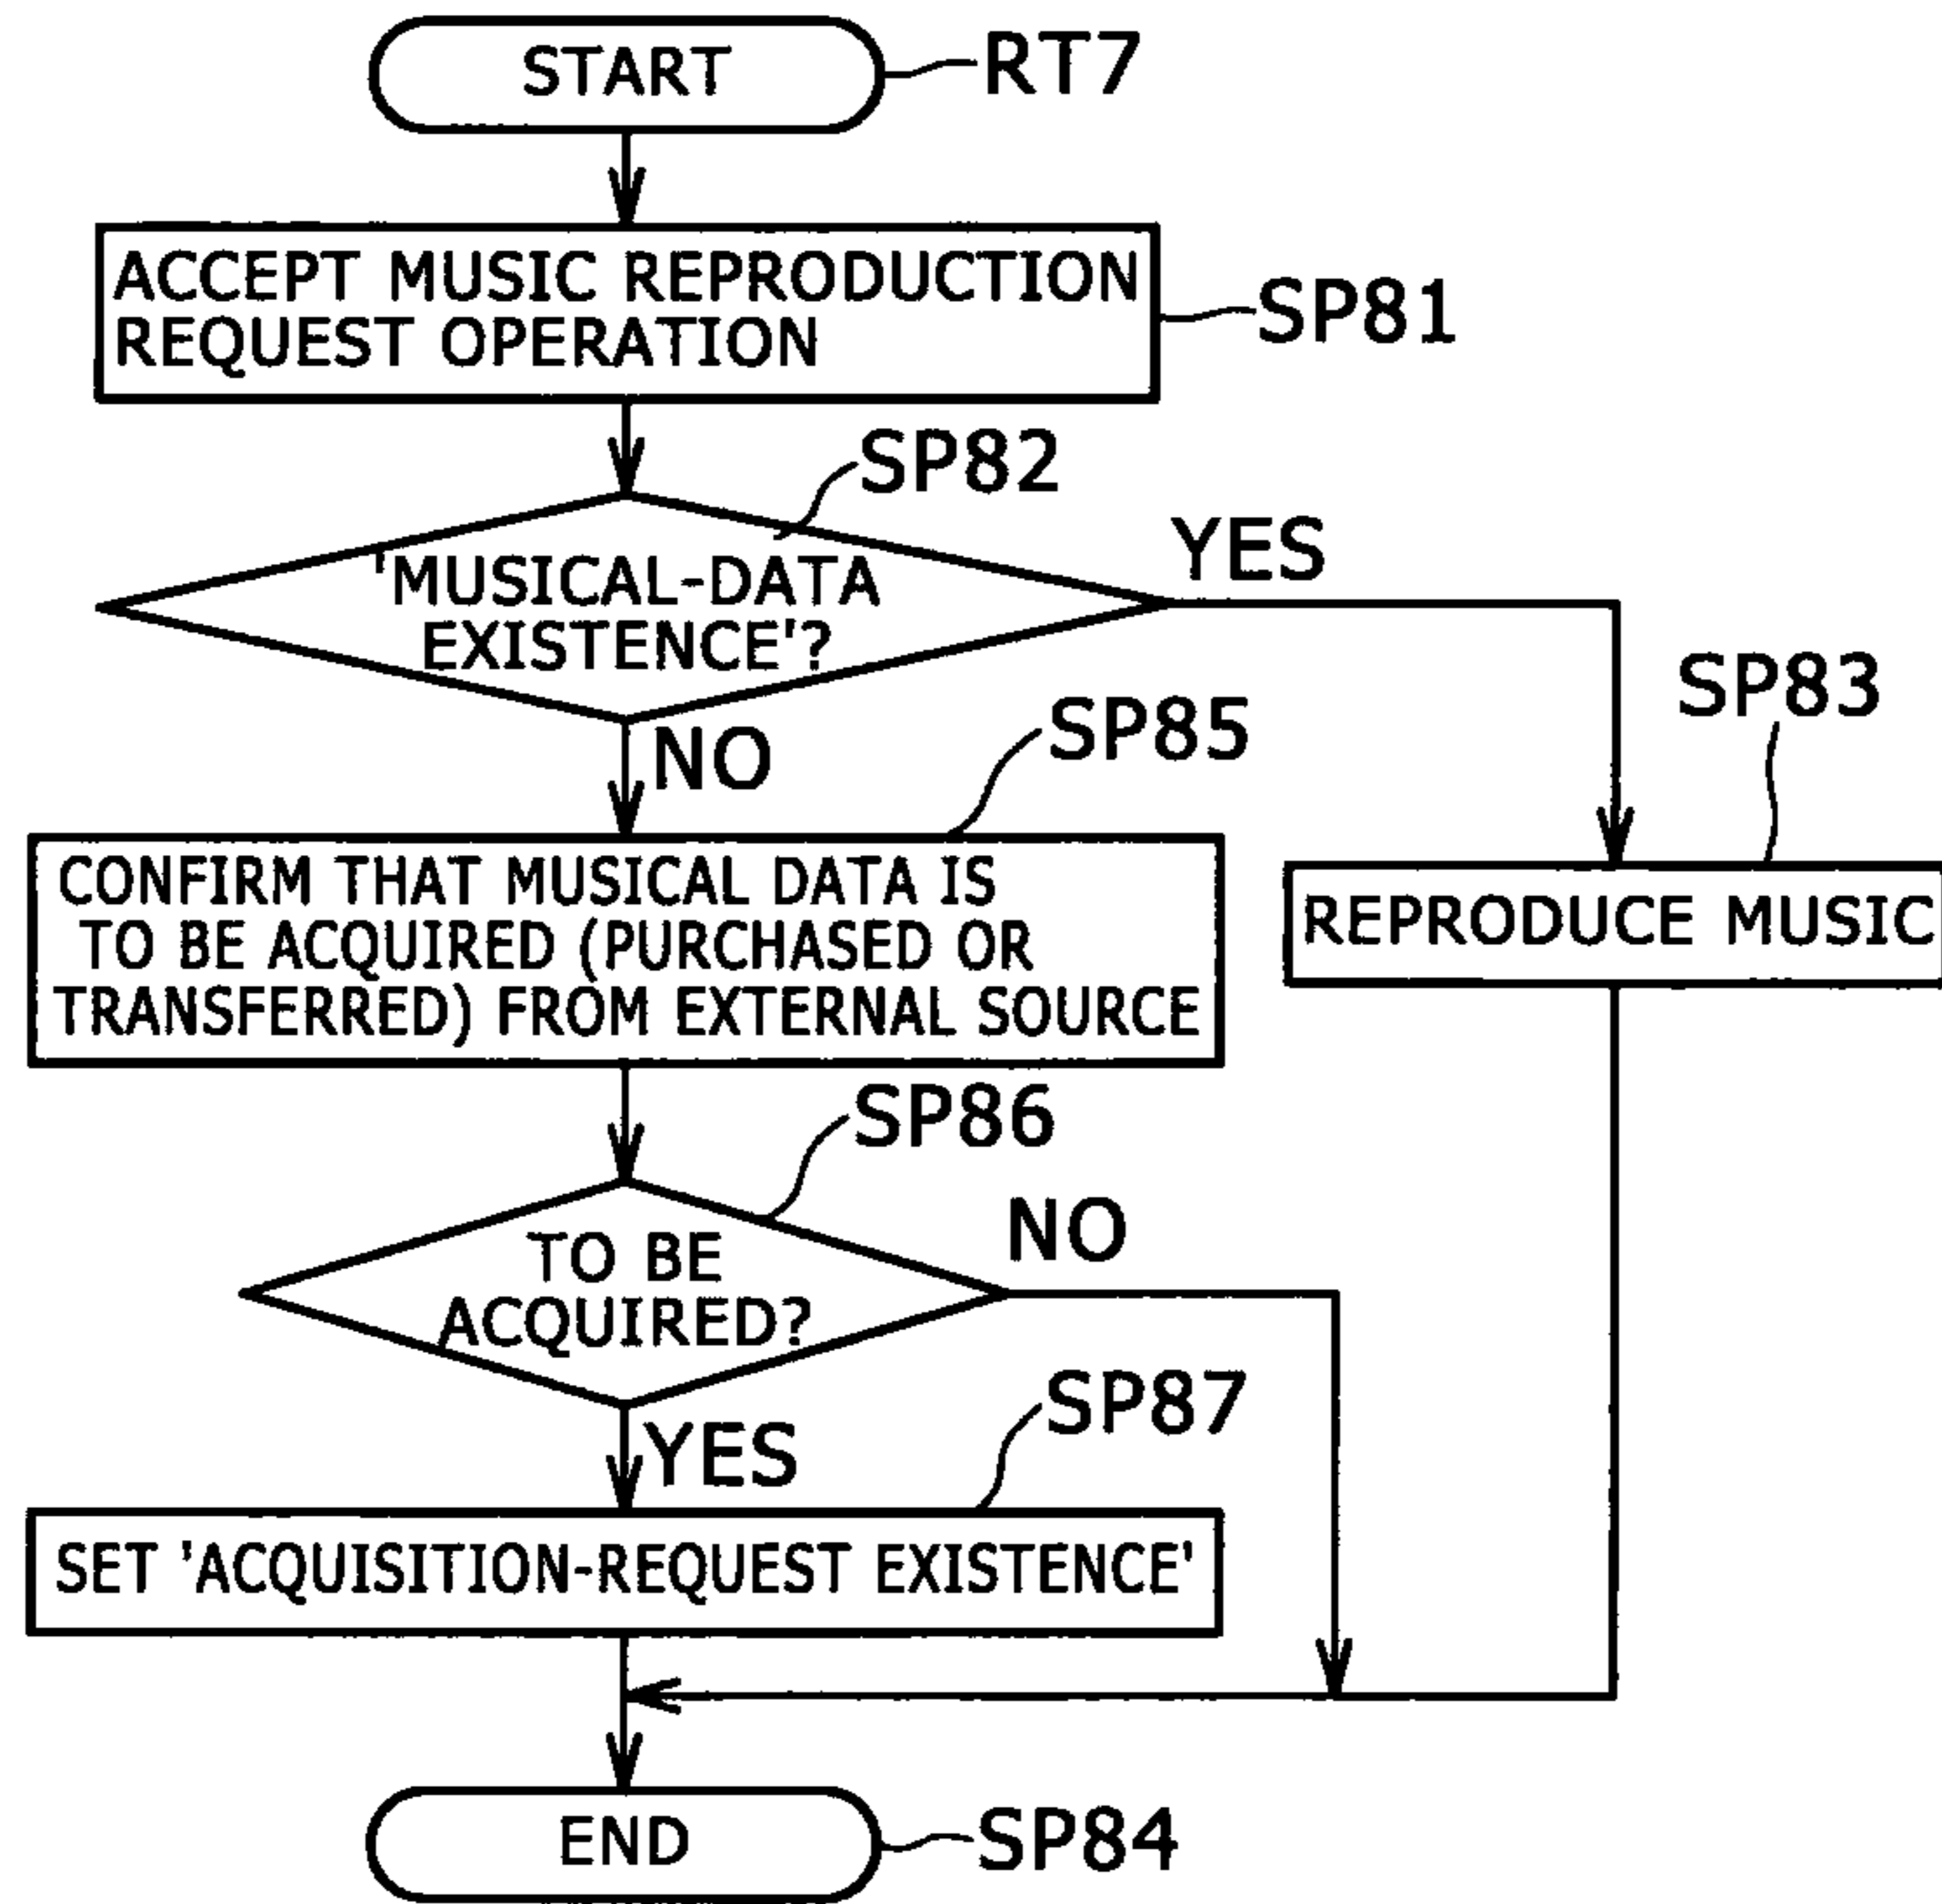 START
RT7
ACCEPT MUSIC REPRODUCTION
REQUEST OPERATION
SP81
SP82
'MUSICAL-DATA
EXISTENCE'?
YES
NO
SP83
REPRODUCE MUSIC
SP85
CONFIRM THAT MUSICAL DATA IS
TO BE ACQUIRED (PURCHASED OR
TRANSFERRED) FROM EXTERNAL SOURCE
SP86
TO BE
ACQUIRED?
NO
YES
SP87
SET 'ACQUISITION-REQUEST EXISTENCE'
END
SP84